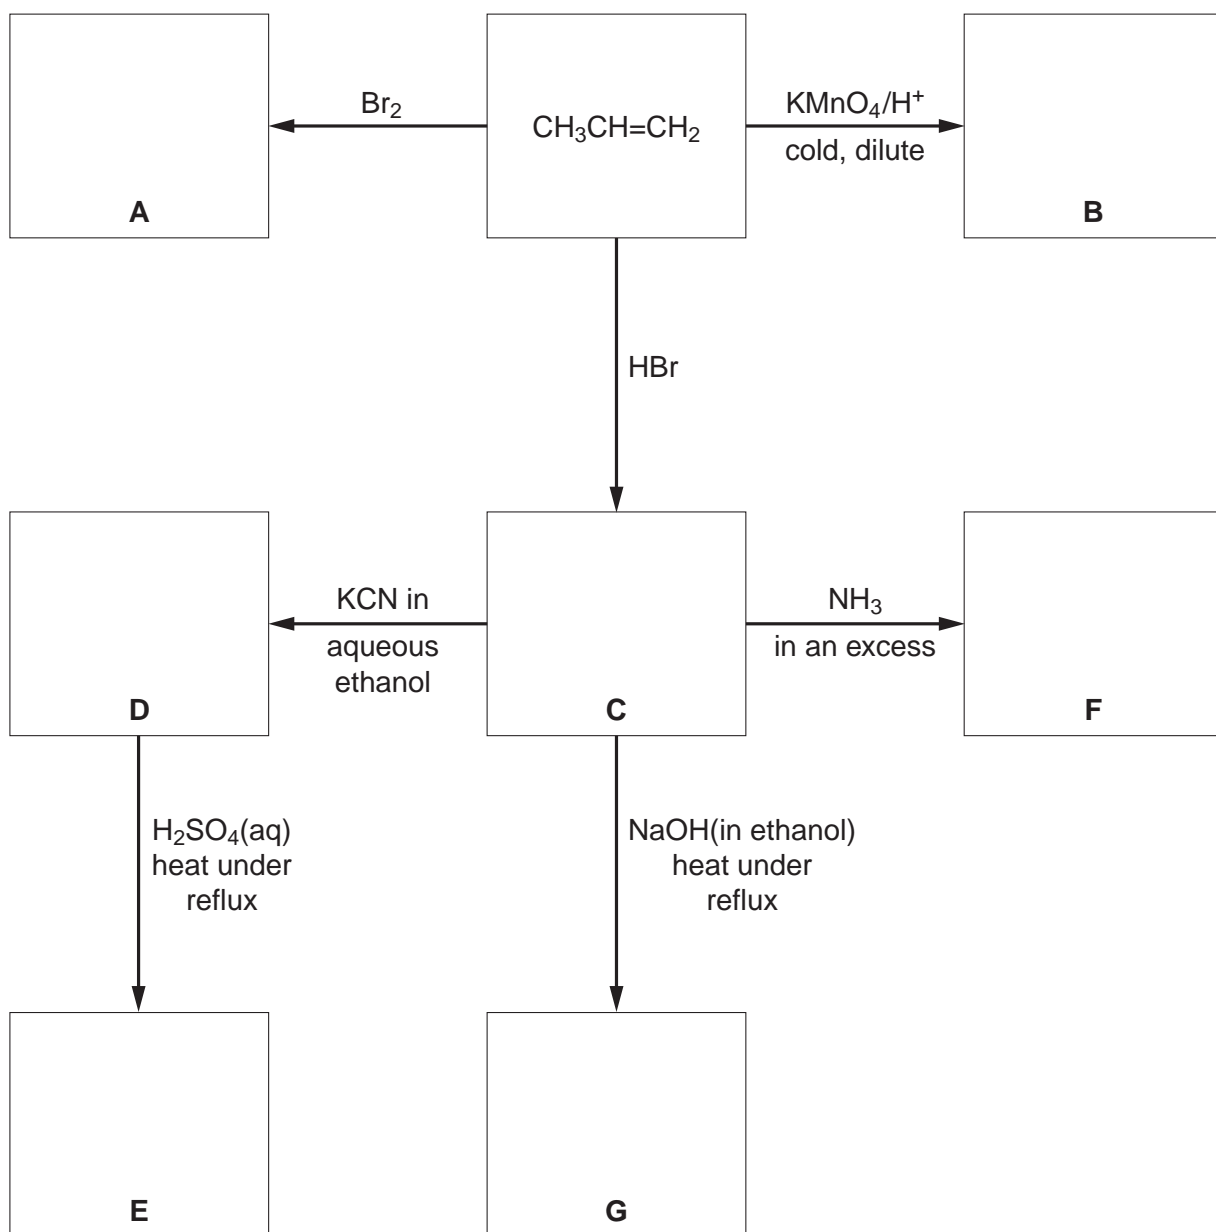 Br₂
CH₃CH=CH₂
KMnO₄/H⁺
cold, dilute
A
B
HBr
KCN in
aqueous
ethanol
NH₃
in an excess
D
C
F
H₂SO₄(aq)
heat under
reflux
NaOH(in ethanol)
heat under
reflux
E
G